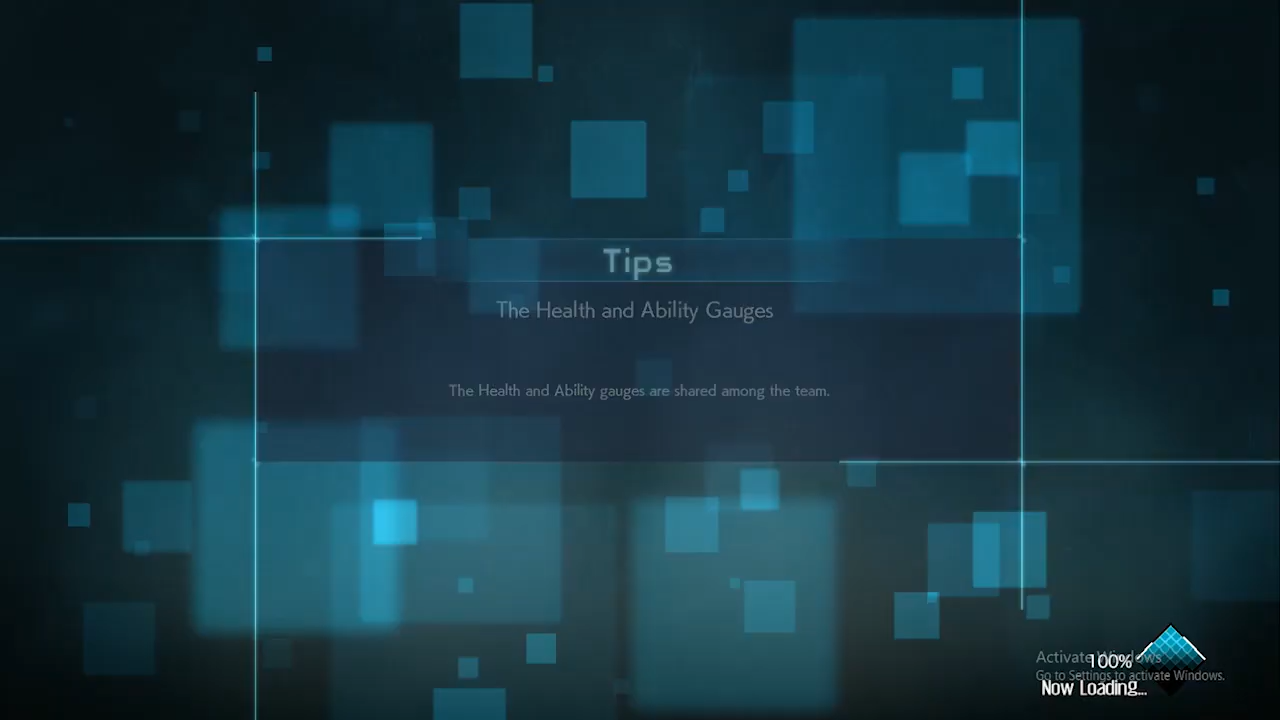 Tips
The Health and Ability Gauges
The Health and Ability gauges are shared among the team.
Activate Windows
100%
Go to Settings to activate Windows.
Now Loading...